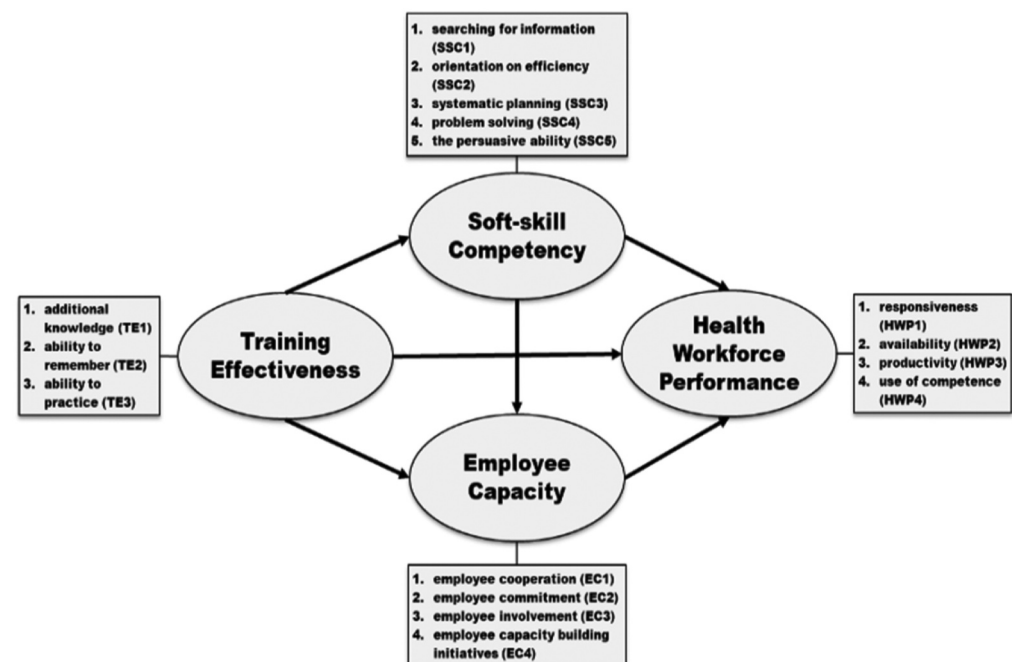 1. searching for information
(SSC1)
2. orientation on efficiency
(SSC2)
3. systematic planning (SSC3)
4. problem solving (SSC4)
5. the persuasive ability (SSC5)
Soft-skill
Competency
1. additional
knowledge (TE1)
2. ability to
remember (TE2)
3. ability to
practice (TE3)
Training
Effectiveness
Health
Workforce
Performance
1. responsiveness
(HWP1)
2. availability (HWP2)
3. productivity (HWP3)
4. use of competence
(HWP4)
Employee
Capacity
1. employee cooperation (EC1)
2. employee commitment (EC2)
3. employee involvement (EC3)
4. employee capacity building
initiatives (EC4)